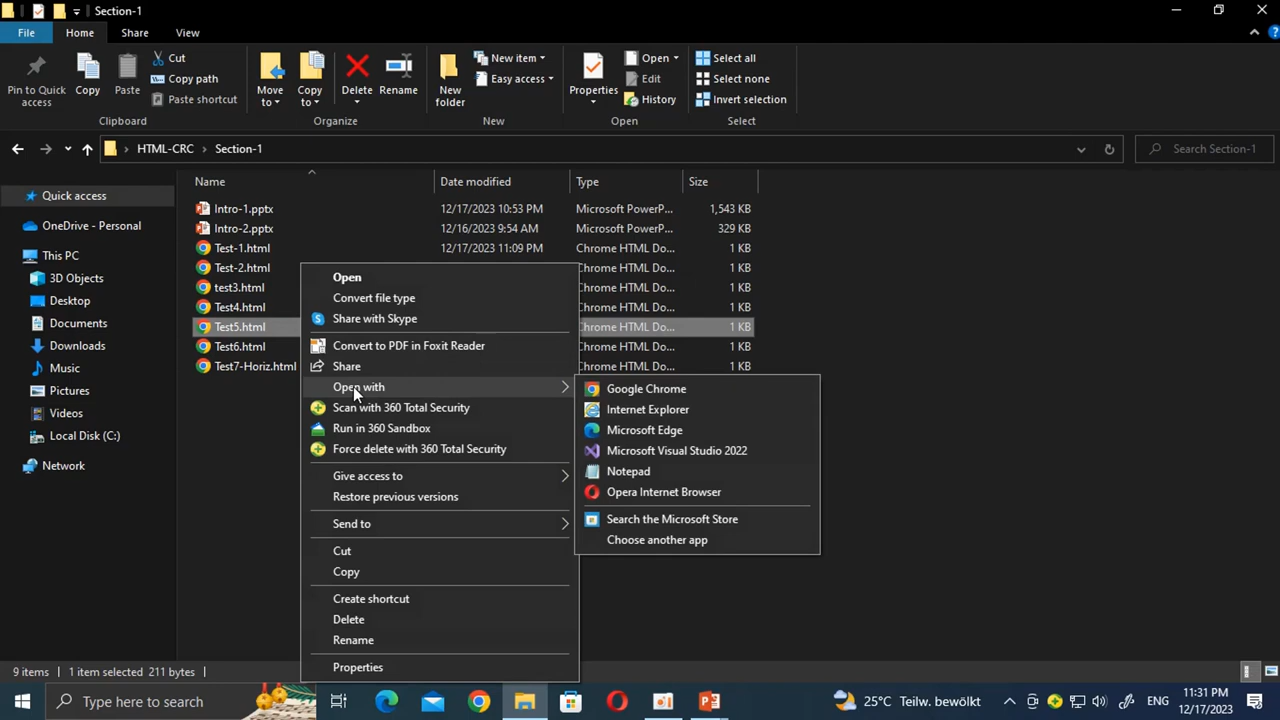 Section-1
File
Home
Share
View
Pin to Quick access
Copy
Paste
Cut
Copy path
Paste shortcut
Clipboard
Move to
Copy to
Delete
Rename
Organize
New folder
New item
Easy access
New
Properties
Open
Edit
History
Open
Select all
Select none
Invert selection
Select
HTML-CRC > Section-1
Search Section-1
Quick access
OneDrive - Personal
This PC
3D Objects
Desktop
Documents
Downloads
Music
Pictures
Videos
Local Disk (C:)
Network
Name Date modified Type Size
Intro-1.pptx 12/17/2023 10:53 PM Microsoft PowerP... 1,543 KB
Intro-2.pptx 12/16/2023 9:54 AM Microsoft PowerP... 329 KB
Test-1.html 12/17/2023 11:09 PM Chrome HTML Do... 1 KB
Test-2.html Chrome HTML Do... 1 KB
test3.html Chrome HTML Do... 1 KB
Test4.html Chrome HTML Do... 1 KB
Test5.html Chrome HTML Do... 1 KB
Test6.html Chrome HTML Do... 1 KB
Test7-Horiz.html Chrome HTML Do... 1 KB
Open
Convert file type
Share with Skype
Convert to PDF in Foxit Reader
Share
Open with
Scan with 360 Total Security
Run in 360 Sandbox
Force delete with 360 Total Security
Give access to
Restore previous versions
Send to
Cut
Copy
Create shortcut
Delete
Rename
Properties
Google Chrome
Internet Explorer
Microsoft Edge
Microsoft Visual Studio 2022
Notepad
Opera Internet Browser
Search the Microsoft Store
Choose another app
9 items 1 item selected 211 bytes
Type here to search
25°C Teilw. bewölkt
ENG
11:31 PM
12/17/2023